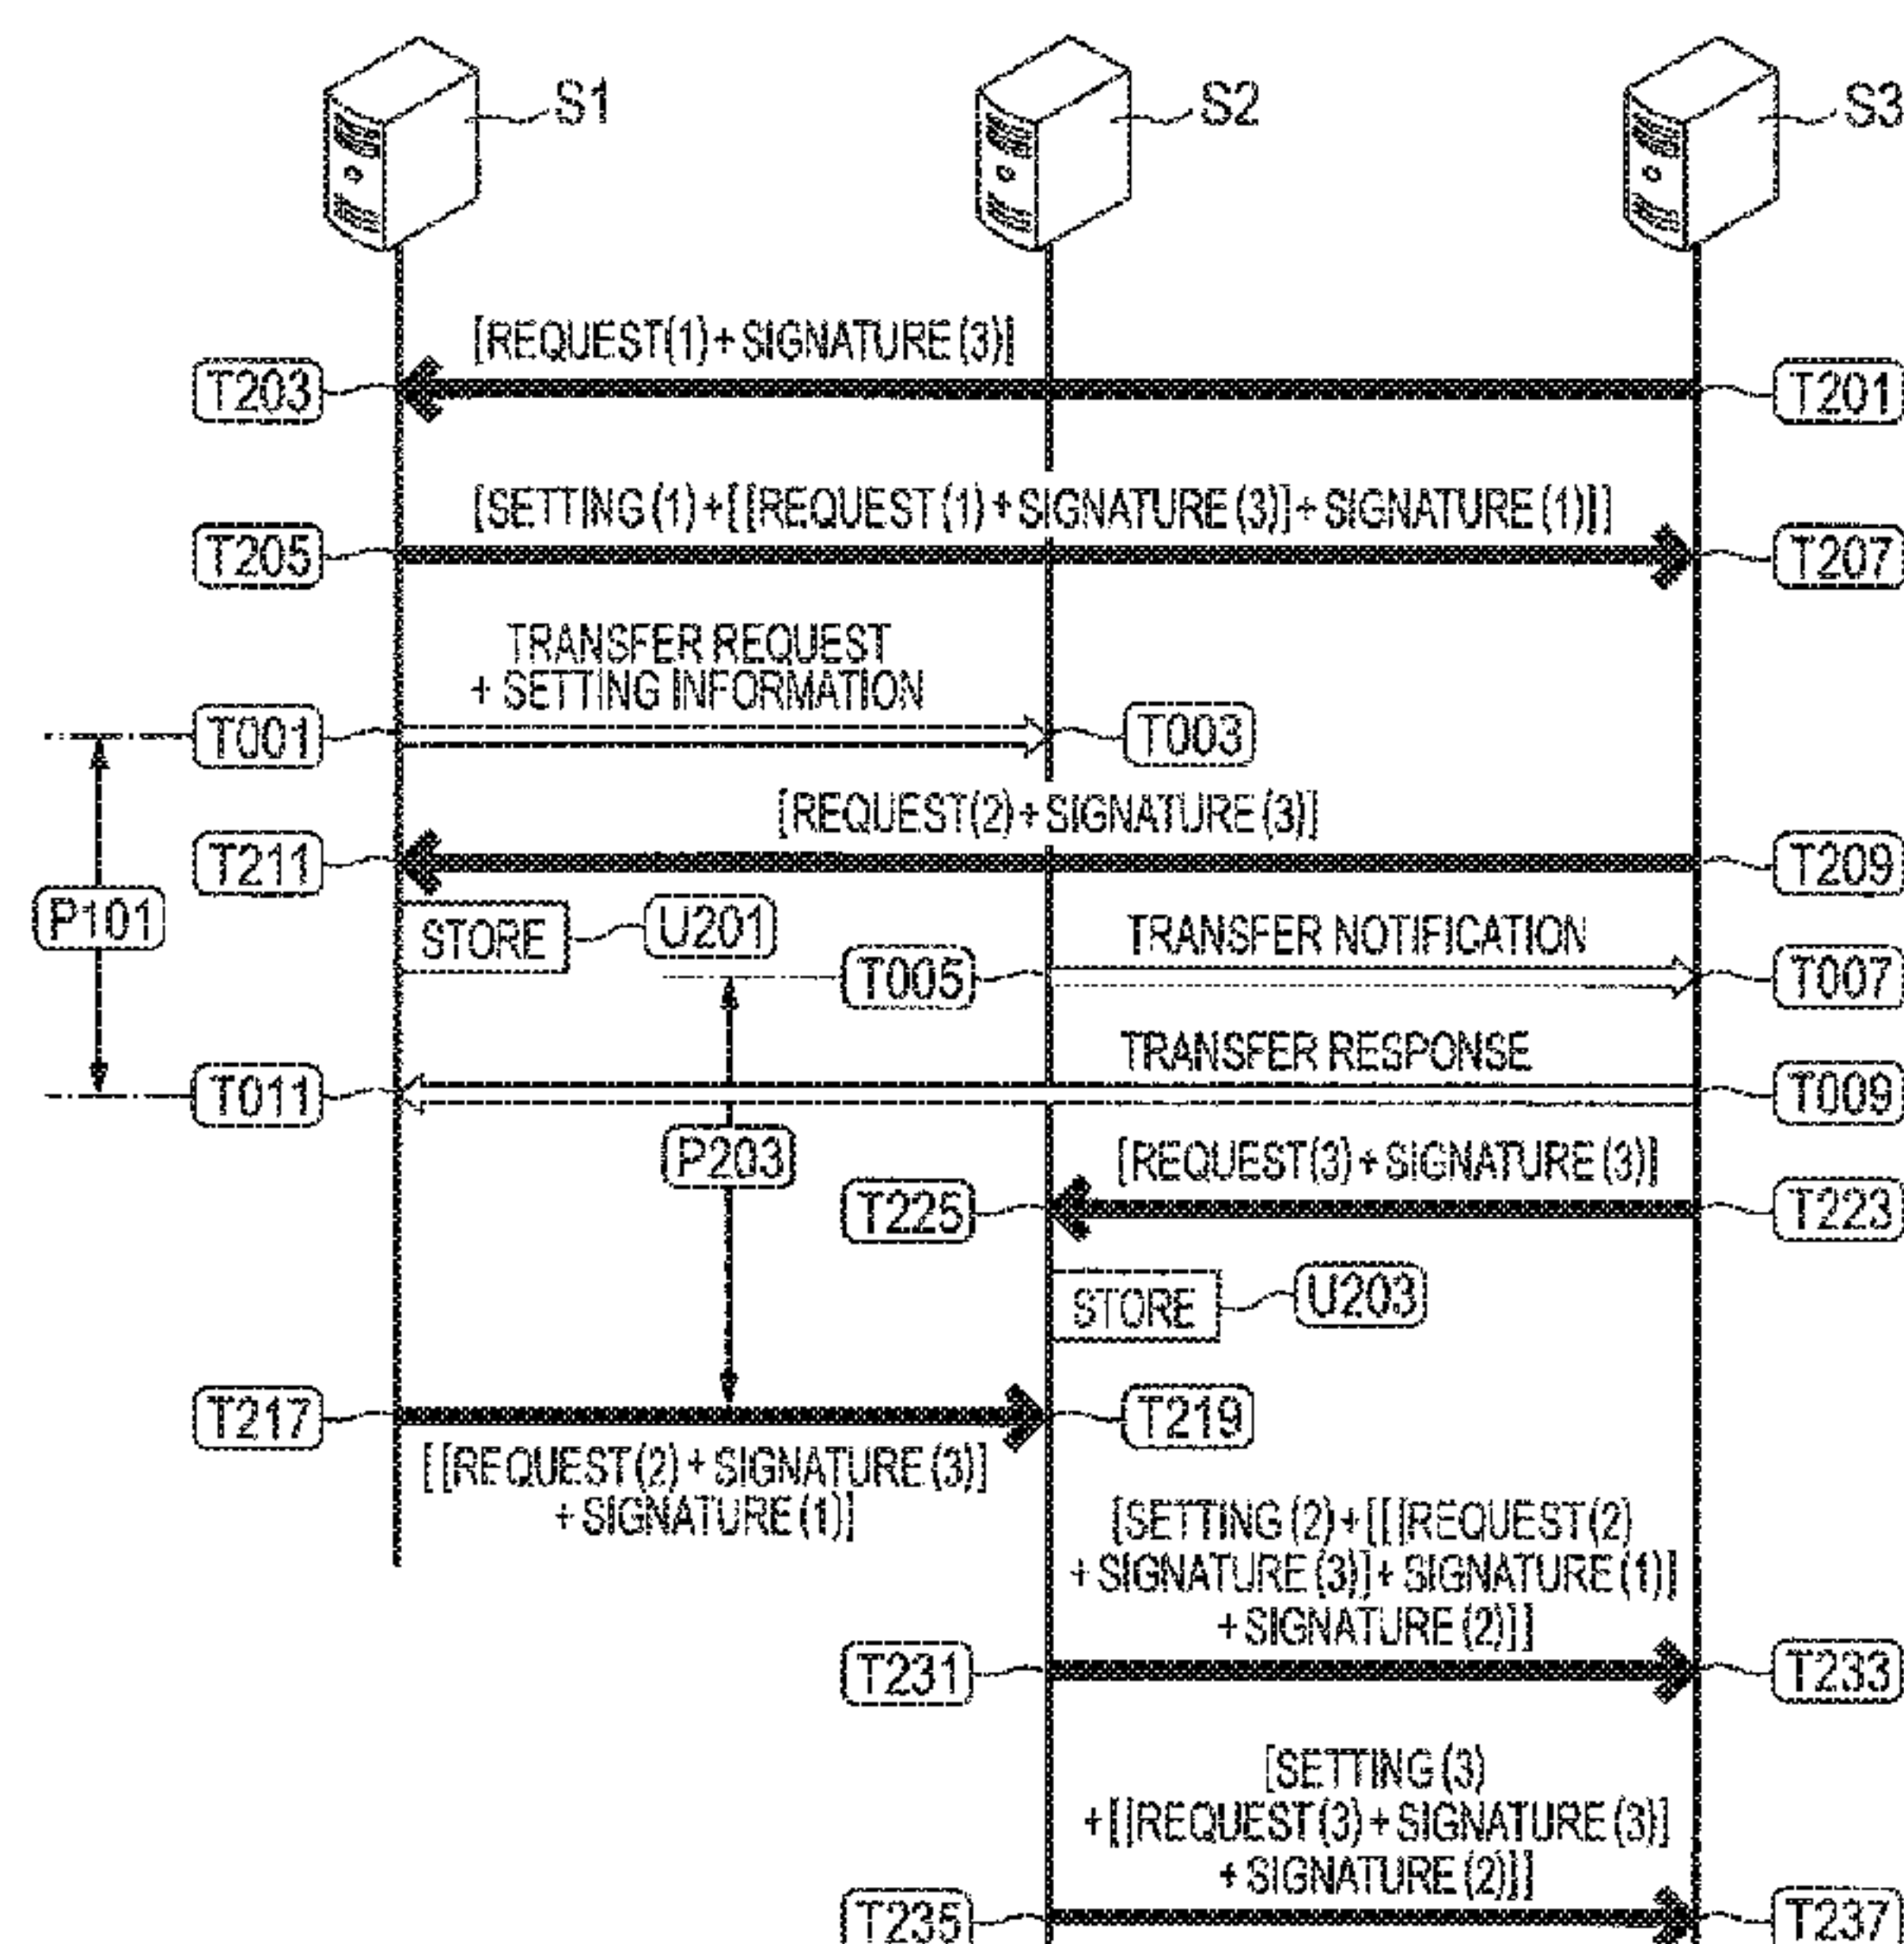 S1
S2
S3
[REQUEST(1)+SIGNATURE(3)]
T203
T201
[SETTING(1)+[[REQUEST(1)+SIGNATURE(3)]+SIGNATURE(1)]]
T205
T207
TRANSFER REQUEST
+ SETTING INFORMATION
T001
T003
[REQUEST(2)+SIGNATURE(3)]
T211
T209
P101
STORE
U201
TRANSFER NOTIFICATION
T005
T007
TRANSFER RESPONSE
T011
T009
P203
[REQUEST(3)+SIGNATURE(3)]
T225
T223
STORE
U203
T217
T219
[[REQUEST(2)+SIGNATURE(3)]
+SIGNATURE(1)]
[SETTING(2)+[[[REQUEST(2)
+SIGNATURE(3)]+SIGNATURE(1)]
+SIGNATURE(2)]]
T231
T233
[SETTING(3)
+[[REQUEST(3)+SIGNATURE(3)]
+SIGNATURE(2)]]
T235
T237